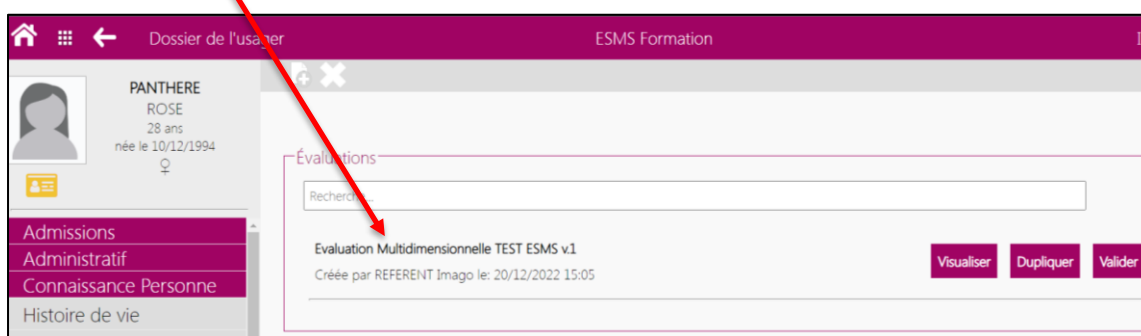 Dossier de l'usager
ESMS Formation
PANTHERE
ROSE
28 ans
née le 10/12/1994
Évaluations
Recherche...
Admissions
Administratif
Connaissance Personne
Histoire de vie
Evaluation Multidimensionnelle TEST ESMS v.1
Créée par REFERENT Imago le: 20/12/2022 15:05
Visualiser
Dupliquer
Valider